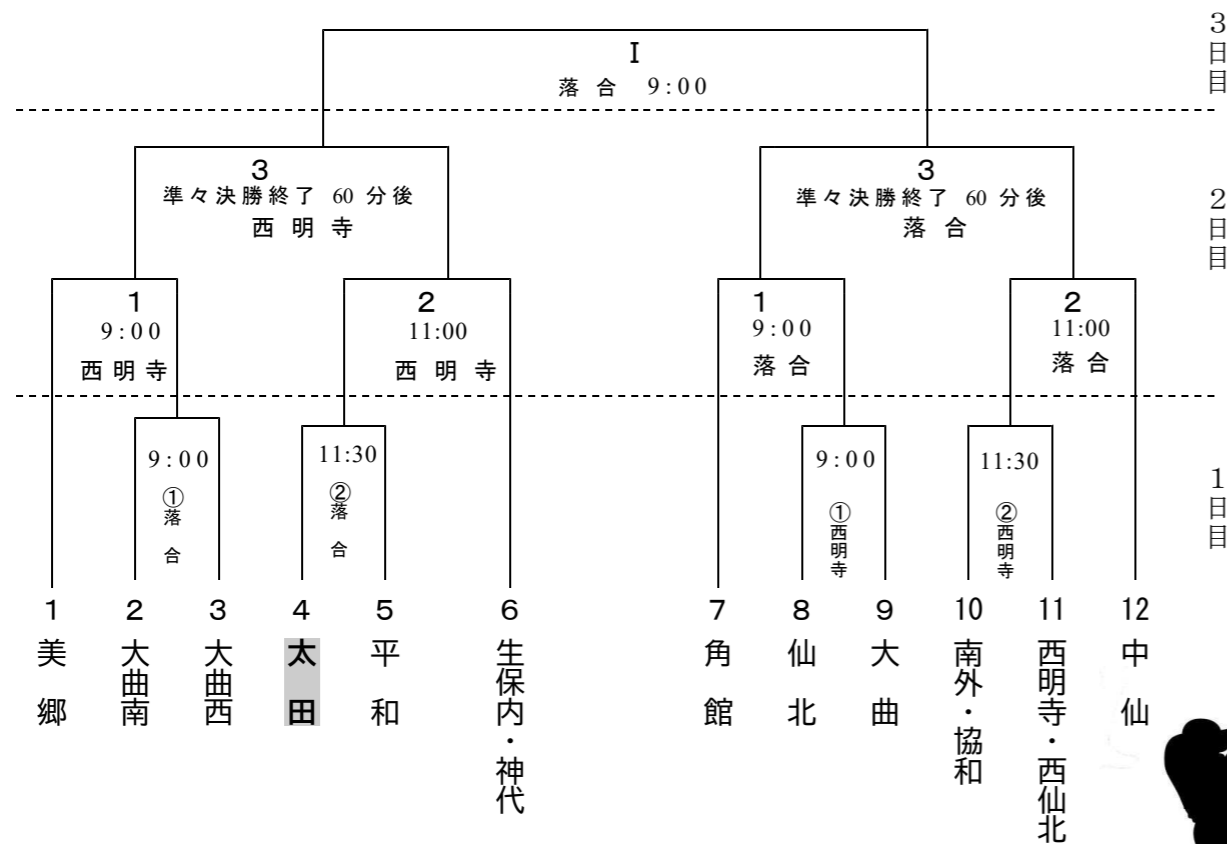 3日目
I
落合 9:00
2日目
3
準々決勝終了 60 分後
西明寺
3
準々決勝終了 60 分後
落合
1
9:00
西明寺
2
11:00
西明寺
1
9:00
落合
2
11:00
落合
1日目
9:00
①落合
11:30
②落合
9:00
①西明寺
11:30
②西明寺
1
美郷
2
大曲南
3
大曲西
4
太田
5
平和
6
生保内・神代
7
角館
8
仙北
9
大曲
10
南外・協和
11
西明寺・西仙北
12
中仙